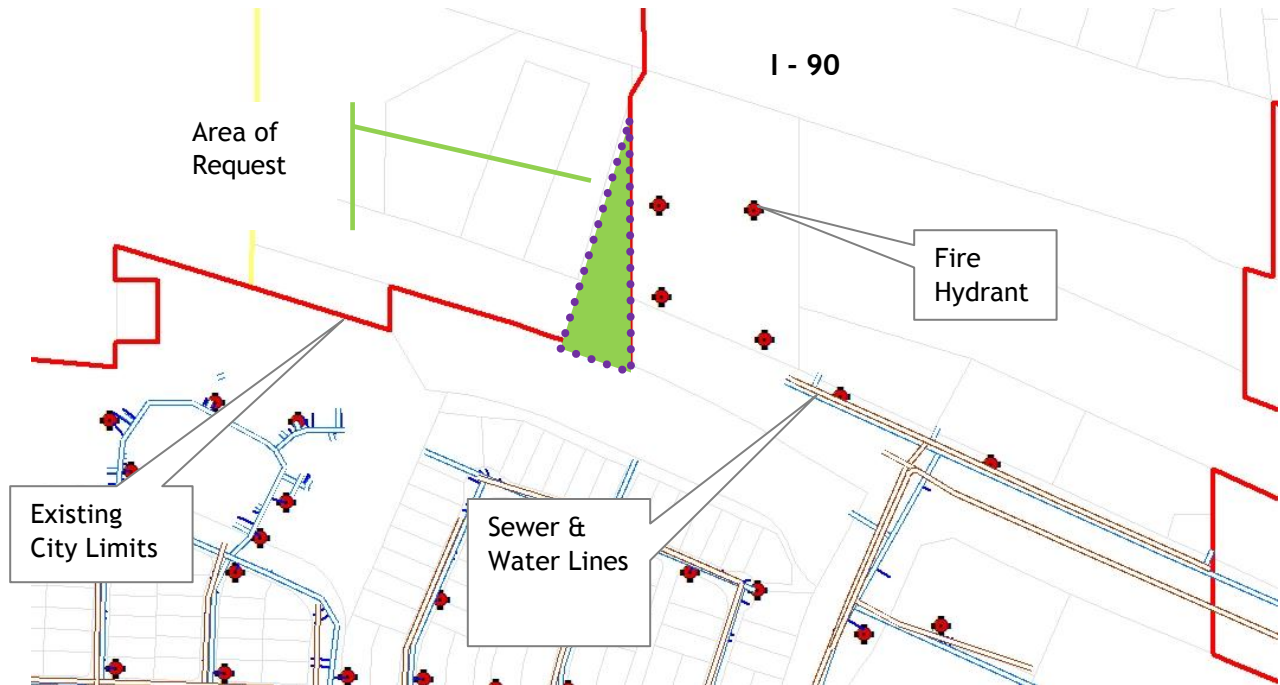 I - 90
Area of
Request
Fire
Hydrant
Existing
City Limits
Sewer &
Water Lines